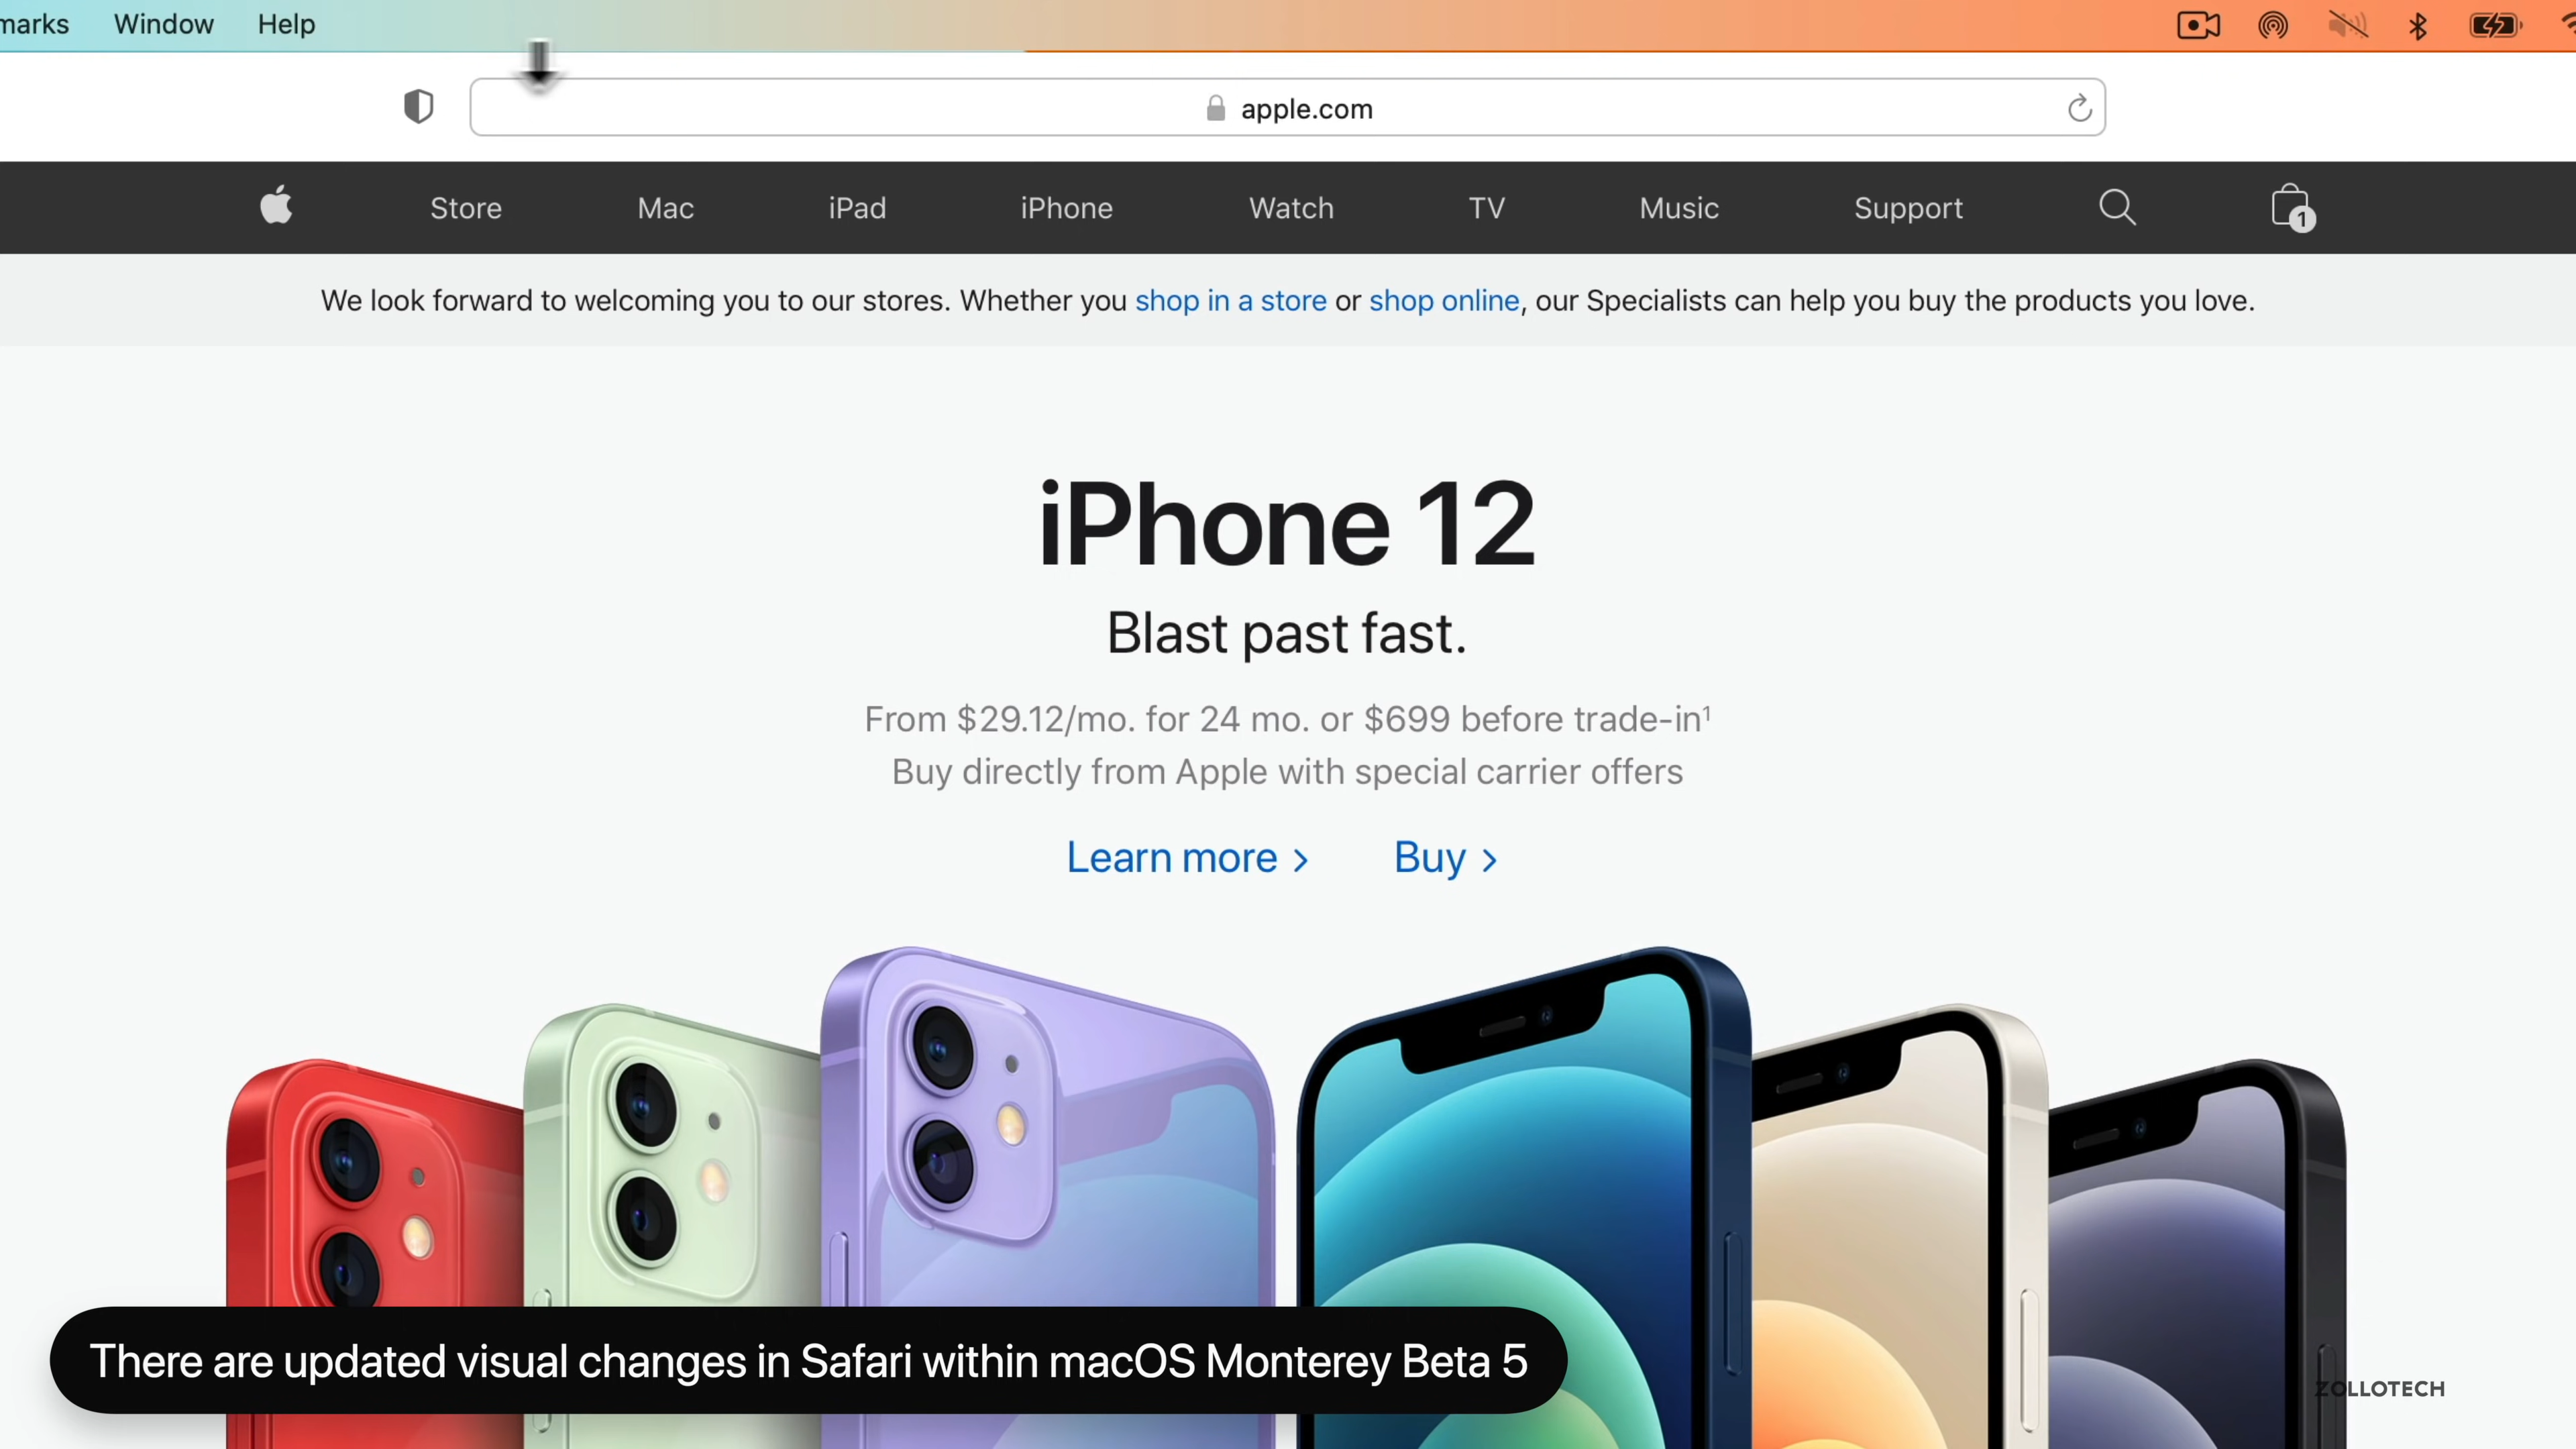 marks Window Help
apple.com
Store Mac iPad iPhone Watch TV Music Support 1
We look forward to welcoming you to our stores. Whether you shop in a store or shop online, our Specialists can help you buy the products you love.
iPhone 12
Blast past fast.
From $29.12/mo. for 24 mo. or $699 before trade-in¹
Buy directly from Apple with special carrier offers
Learn more > Buy >
There are updated visual changes in Safari within macOS Monterey Beta 5
ZOLLOTECH